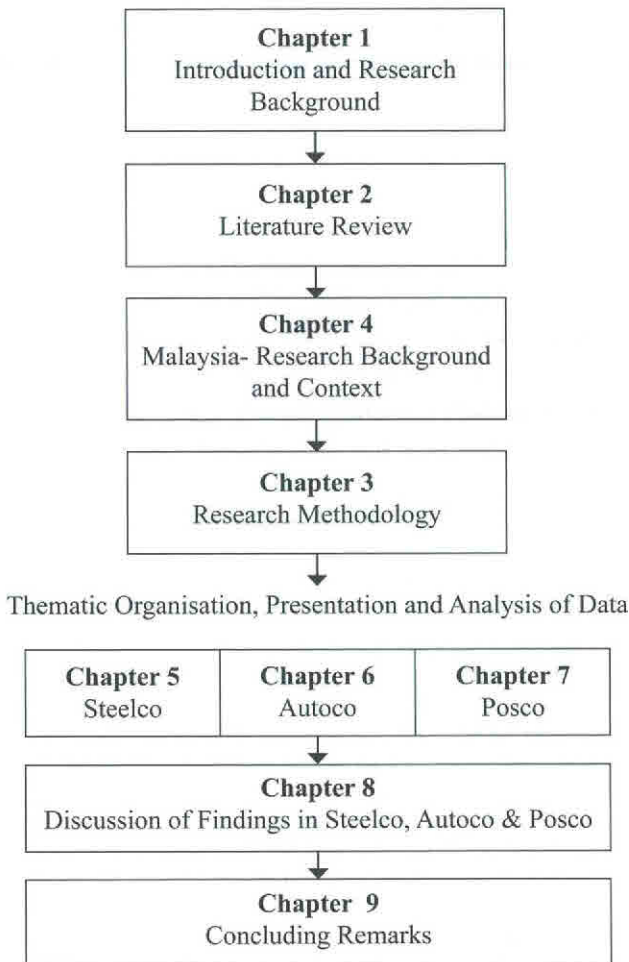 Chapter 1
Introduction and Research
Background
Chapter 2
Literature Review
Chapter 4
Malaysia- Research Background
and Context
Chapter 3
Research Methodology
Thematic Organisation, Presentation and Analysis of Data
Chapter 5
Steelco
Chapter 6
Autoco
Chapter 7
Posco
Chapter 8
Discussion of Findings in Steelco, Autoco & Posco
Chapter 9
Concluding Remarks